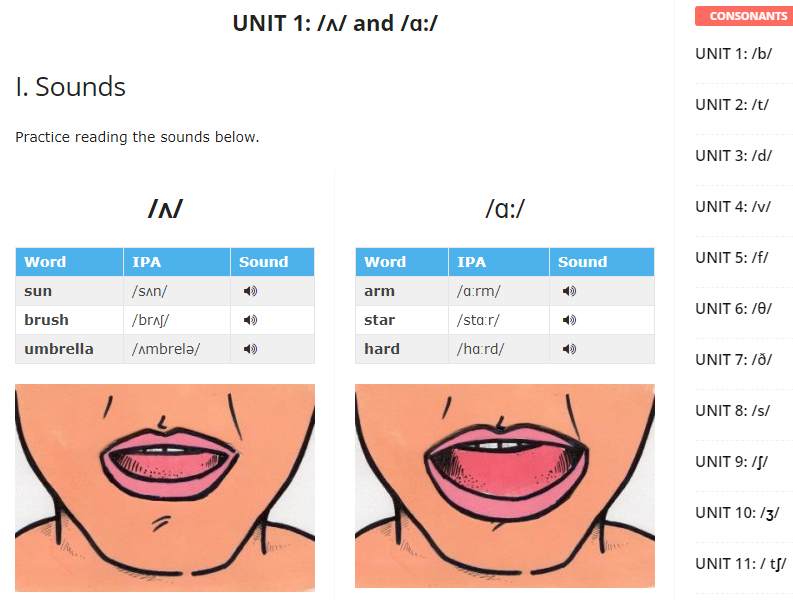 UNIT 1: /ʌ/ and /ɑ:/
I. Sounds
Practice reading the sounds below.
/ʌ/
Word IPA Sound
sun /sʌn/
brush /brʌʃ/
umbrella /ʌmbrelə/
/ɑ:/
Word IPA Sound
arm /ɑːrm/
star /stɑːr/
hard /hɑːrd/
CONSONANTS
UNIT 1: /b/
UNIT 2: /t/
UNIT 3: /d/
UNIT 4: /v/
UNIT 5: /f/
UNIT 6: /θ/
UNIT 7: /ð/
UNIT 8: /s/
UNIT 9: /ʃ/
UNIT 10: /ʒ/
UNIT 11: / tʃ/